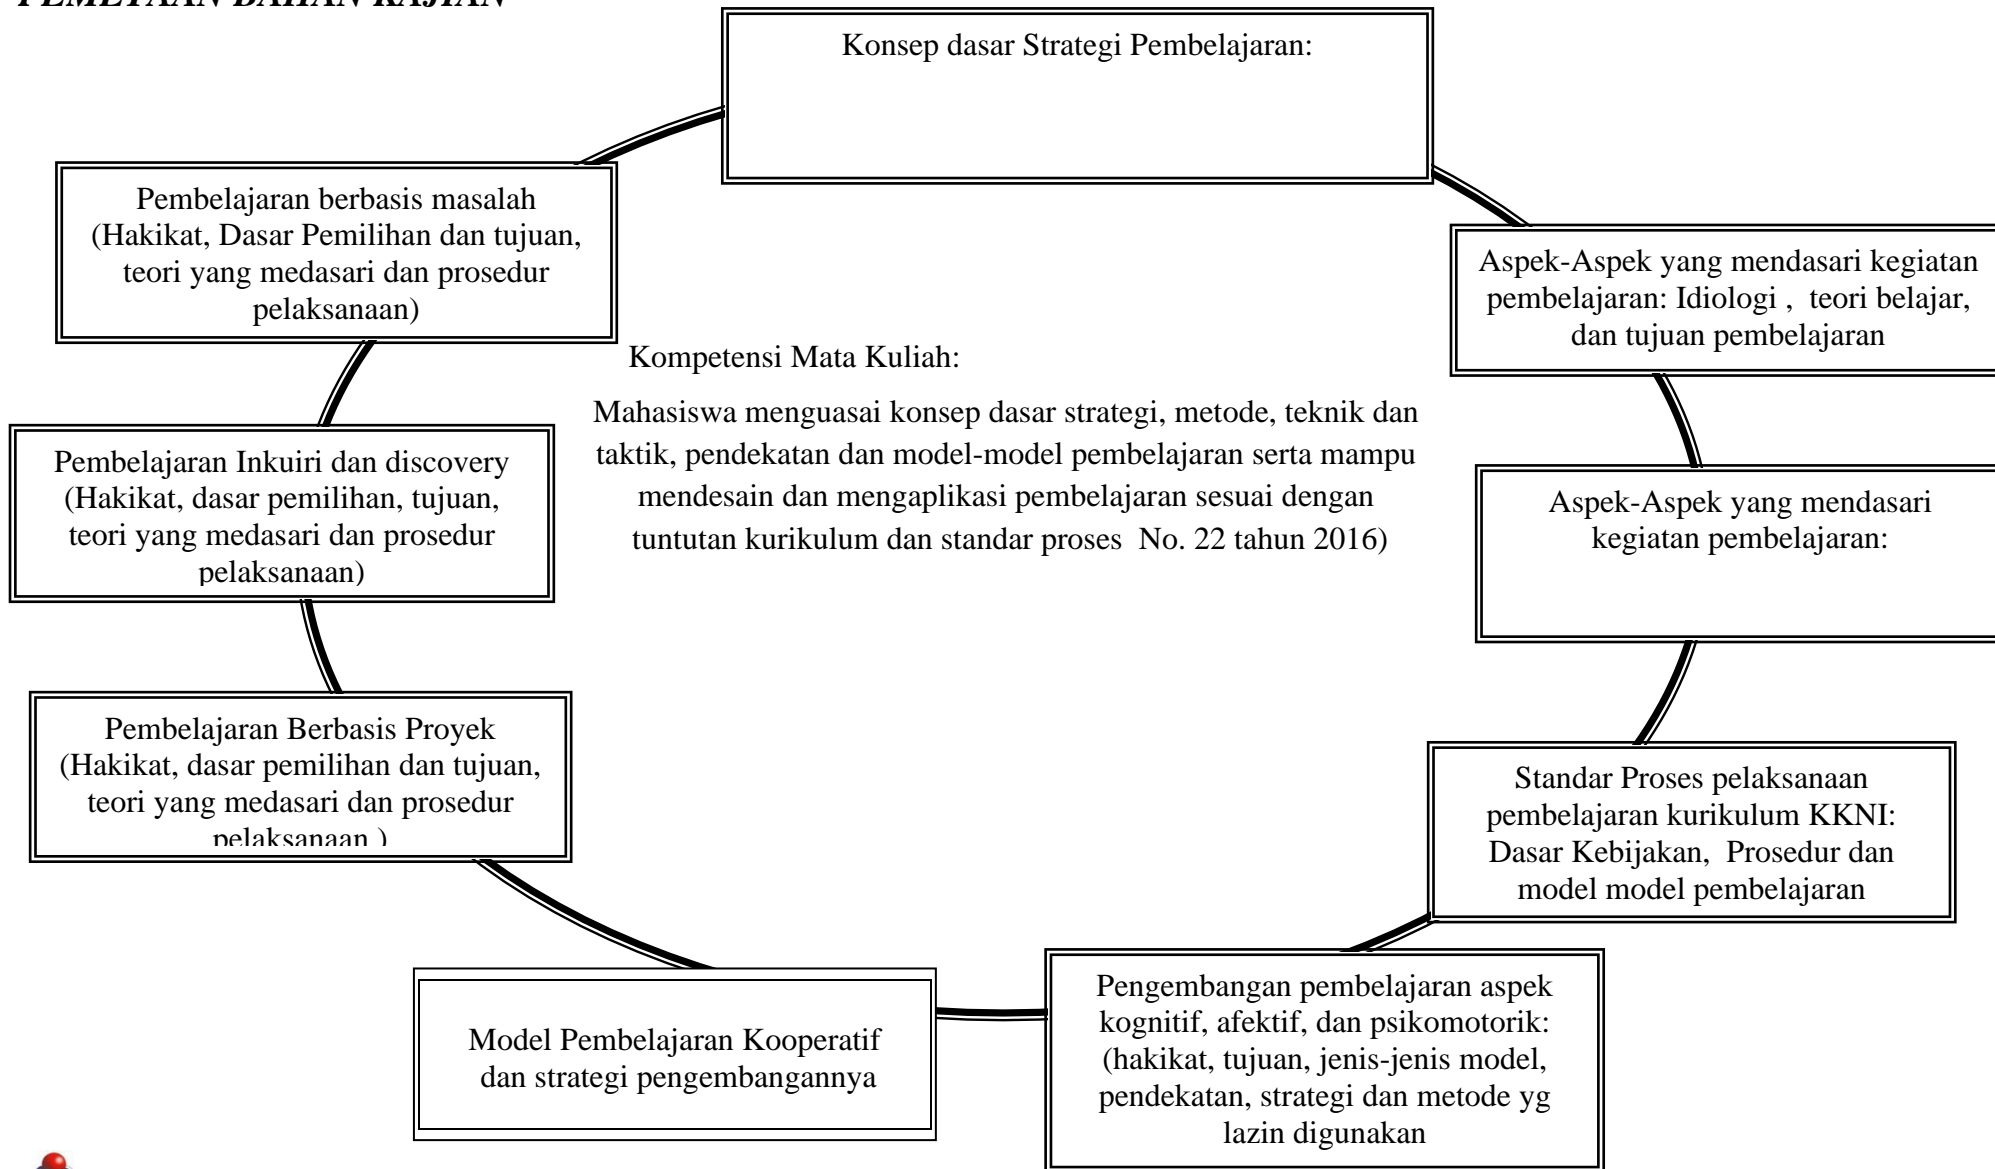 PEMETAAN BAHAN KAJIAN
Konsep dasar Strategi Pembelajaran:
Pembelajaran berbasis masalah
(Hakikat, Dasar Pemilihan dan tujuan,
teori yang medasari dan prosedur
pelaksanaan)
Aspek-Aspek yang mendasari kegiatan
pembelajaran: Idiologi , teori belajar,
dan tujuan pembelajaran
Kompetensi Mata Kuliah:
Mahasiswa menguasai konsep dasar strategi, metode, teknik dan
taktik, pendekatan dan model-model pembelajaran serta mampu
mendesain dan mengaplikasi pembelajaran sesuai dengan
tuntutan kurikulum dan standar proses No. 22 tahun 2016)
Pembelajaran Inkuiri dan discovery
(Hakikat, dasar pemilihan, tujuan,
teori yang medasari dan prosedur
pelaksanaan)
Aspek-Aspek yang mendasari
kegiatan pembelajaran:
Pembelajaran Berbasis Proyek
(Hakikat, dasar pemilihan dan tujuan,
teori yang medasari dan prosedur
pelaksanaan )
Standar Proses pelaksanaan
pembelajaran kurikulum KKNI:
Dasar Kebijakan, Prosedur dan
model model pembelajaran
Model Pembelajaran Kooperatif
dan strategi pengembangannya
Pengembangan pembelajaran aspek
kognitif, afektif, dan psikomotorik:
(hakikat, tujuan, jenis-jenis model,
pendekatan, strategi dan metode yg
lazin digunakan